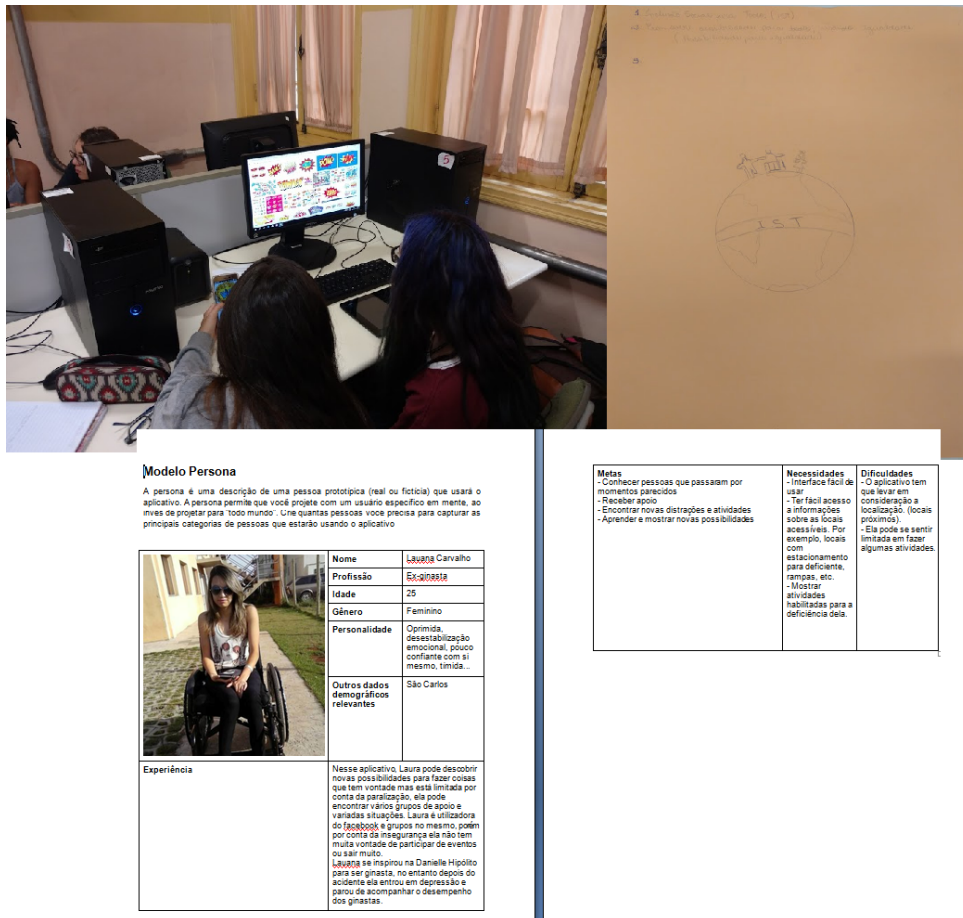 POW!
5
I.S.T
Modelo Persona
A persona é uma descrição de uma pessoa prototípica (real ou fictícia) que usará o
aplicativo. A persona permite que você projete com um usuário específico em mente, ao
invés de projetar para "todo mundo". Crie quantas pessoas você precisa para capturar as
principais categorias de pessoas que estarão usando o aplicativo
Nome
Lauana Carvalho
Profissão
Ex-ginasta
Idade
25
Gênero
Feminino
Personalidade
Oprimida,
desestabilização
emocional, pouco
confiante com si
mesmo, tímida...
Outros dados
demográficos
relevantes
São Carlos
Experiência
Nesse aplicativo, Laura pode descobrir
novas possibilidades para fazer coisas
que tem vontade mas está limitada por
conta da paralização, ela pode
encontrar vários grupos de apoio e
variadas situações. Laura é utilizadora
do facebook e grupos no mesmo, porém
por conta da insegurança ela não tem
muita vontade de participar de eventos
ou sair muito.
Lauana se inspirou na Danielle Hipólito
para ser ginasta, no entanto depois do
acidente ela entrou em depressão e
parou de acompanhar o desempenho
dos ginastas.
Metas
- Conhecer pessoas que passaram por
momentos parecidos
- Receber apoio
- Encontrar novas distrações e atividades
- Aprender e mostrar novas possibilidades
Necessidades
- Interface fácil de
usar
- Ter fácil acesso
a informações
sobre as locais
acessíveis. Por
exemplo, locais
com
estacionamento
para deficiente,
rampas, etc.
- Mostrar
atividades
habilitadas para a
deficiência dela.
Dificuldades
- O aplicativo tem
que levar em
consideração a
localização. (locais
próximos).
- Ela pode se sentir
limitada em fazer
algumas atividades.